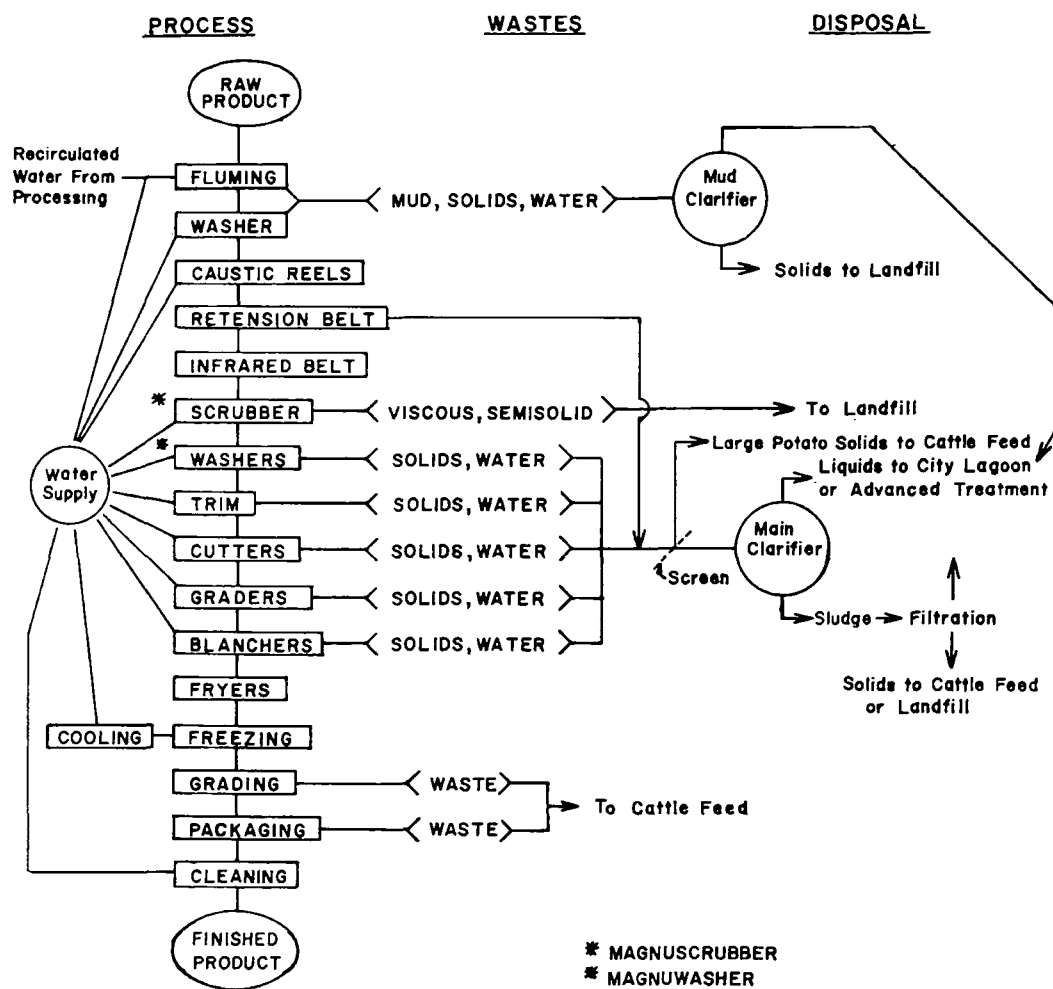 PROCESS
WASTES
DISPOSAL
RAW
PRODUCT
Recirculated
Water From
Processing
FLUMING
WASHER
MUD, SOLIDS, WATER
Mud
Clarifier
Solids to Landfill
CAUSTIC REELS
RETENSION BELT
INFRARED BELT
* SCRUBBER
VISCOUS, SEMISOLID
To Landfill
* WASHERS
SOLIDS, WATER
Large Potato Solids to Cattle Feed
Liquids to City Lagoon
or Advanced Treatment
Water
Supply
TRIM
SOLIDS, WATER
CUTTERS
SOLIDS, WATER
Screen
Main
Clarifier
GRADERS
SOLIDS, WATER
BLANCHERS
SOLIDS, WATER
Sludge
Filtration
Solids to Cattle Feed
or Landfill
FRYERS
COOLING
FREEZING
GRADING
WASTE
To Cattle Feed
PACKAGING
WASTE
CLEANING
FINISHED
PRODUCT
* MAGNUSCRUBBER
* MAGNUWASHER